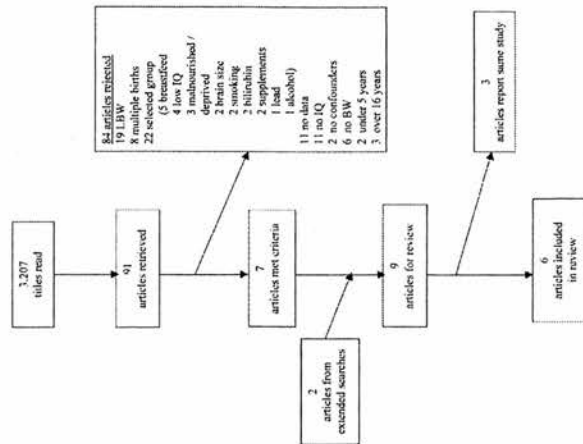 3,207
titles read
91
articles retrieved
84 articles rejected
19 LBW
8 multiple births
22 selected group
(5 breastfeed
4 low IQ
3 malnourished /
deprived
2 brain size
2 smoking
2 bilirubin
2 supplements
1 lead
1 alcohol)
11 no data
11 no IQ
2 no confounders
6 no BW
2 under 5 years
3 over 16 years
7
articles met criteria
2
articles from
extended searches
9
articles for review
3
articles report same study
6
articles included
in review